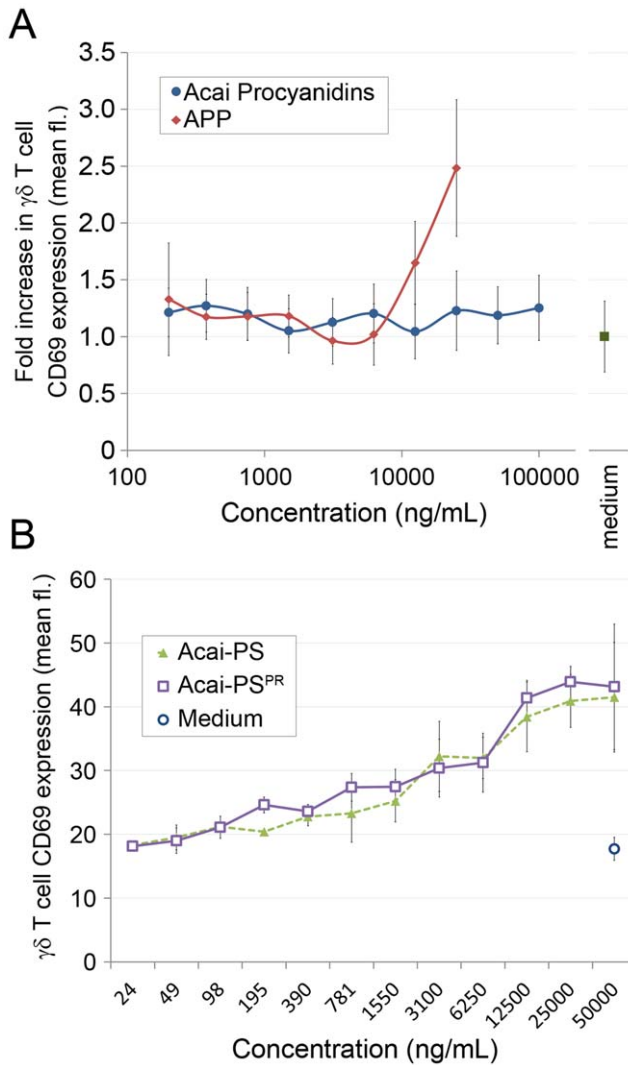 A
Fold increase in γδ T cell
CD69 expression (mean fl.)
3.5
3.0
2.5
2.0
1.5
1.0
0.5
0
Acai Procyanidins
APP
100
1000
10000
100000
medium
Concentration (ng/mL)
B
γδ T cell CD69 expression (mean fl.)
60
50
40
30
20
10
0
Acai-PS
Acai-PSᴾᴿ
Medium
24
49
98
195
390
781
1550
3100
6250
12500
25000
50000
Concentration (ng/mL)